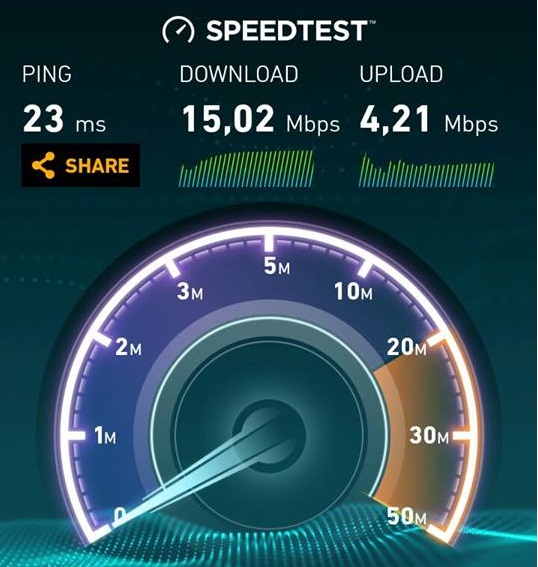 SPEEDTEST™
PING DOWNLOAD UPLOAD
23 ms 15,02 Mbps 4,21 Mbps
SHARE
5M
3M 10M
2M 20M
1M 30M
0 50M